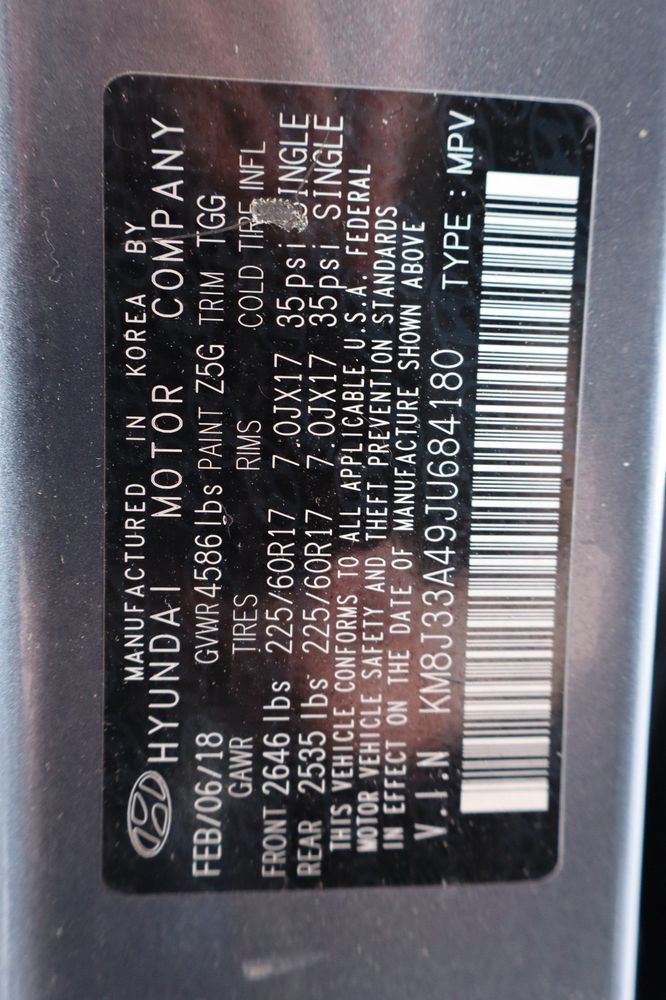 MANUFACTURED IN KOREA BY
HYUNDAI MOTOR COMPANY
FEB/06/18 GVWR 4586 lbs PAINT Z5G TRIM TGG
GAWR TIRES RIMS COLD TIRE INFL
FRONT 2646 lbs 225/60R17 7.0JX17 35psi SINGLE
REAR 2535 lbs 225/60R17 7.0JX17 35psi SINGLE
THIS VEHICLE CONFORMS TO ALL APPLICABLE U.S.A. FEDERAL
MOTOR VEHICLE SAFETY AND THEFT PREVENTION STANDARDS
IN EFFECT ON THE DATE OF MANUFACTURE SHOWN ABOVE
V.I.N KM8J33A49JU684180 TYPE : MPV